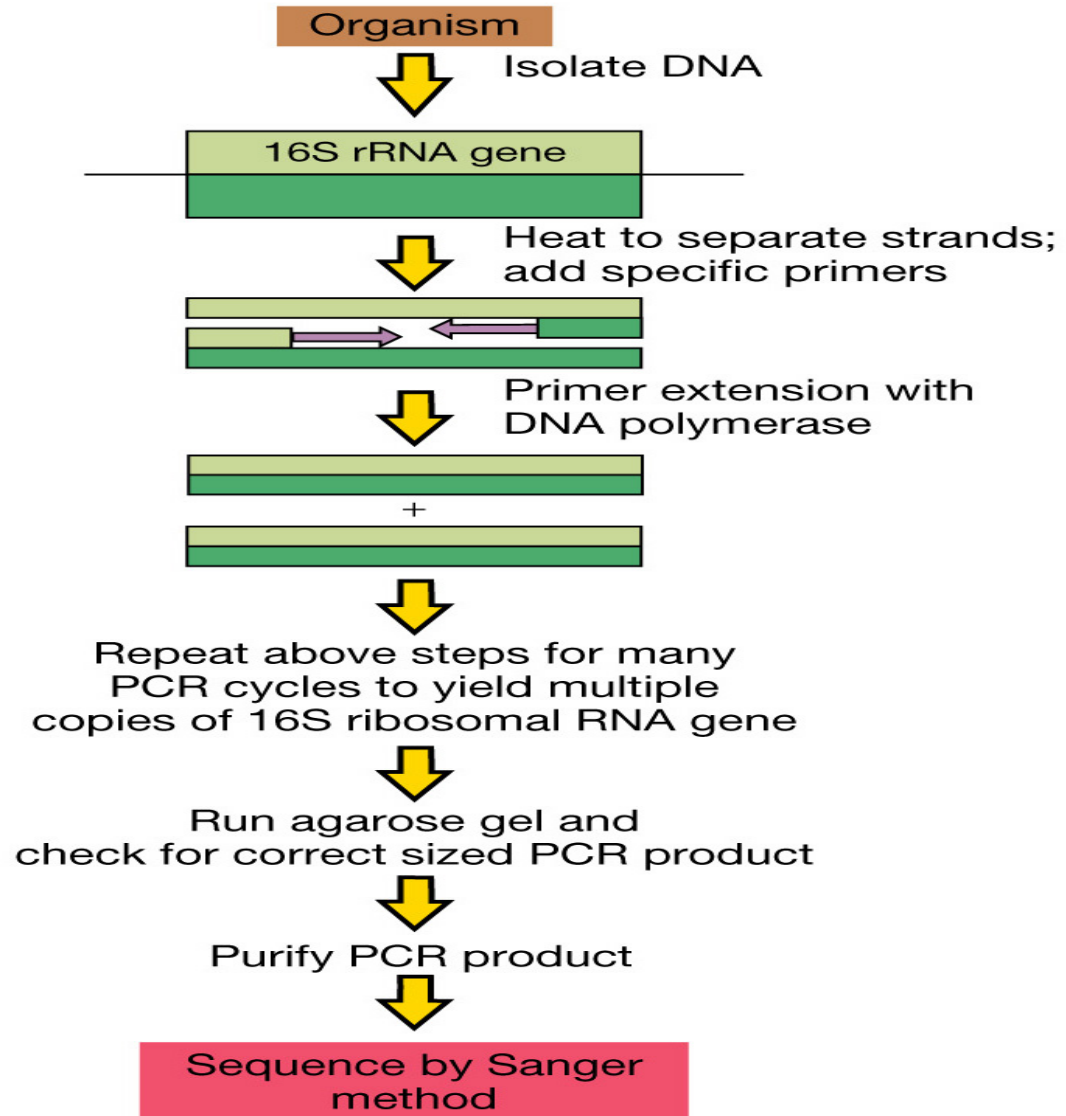 Organism
Isolate DNA
16S rRNA gene
Heat to separate strands;
add specific primers
Primer extension with
DNA polymerase
+
Repeat above steps for many
PCR cycles to yield multiple
copies of 16S ribosomal RNA gene
Run agarose gel and
check for correct sized PCR product
Purify PCR product
Sequence by Sanger
method